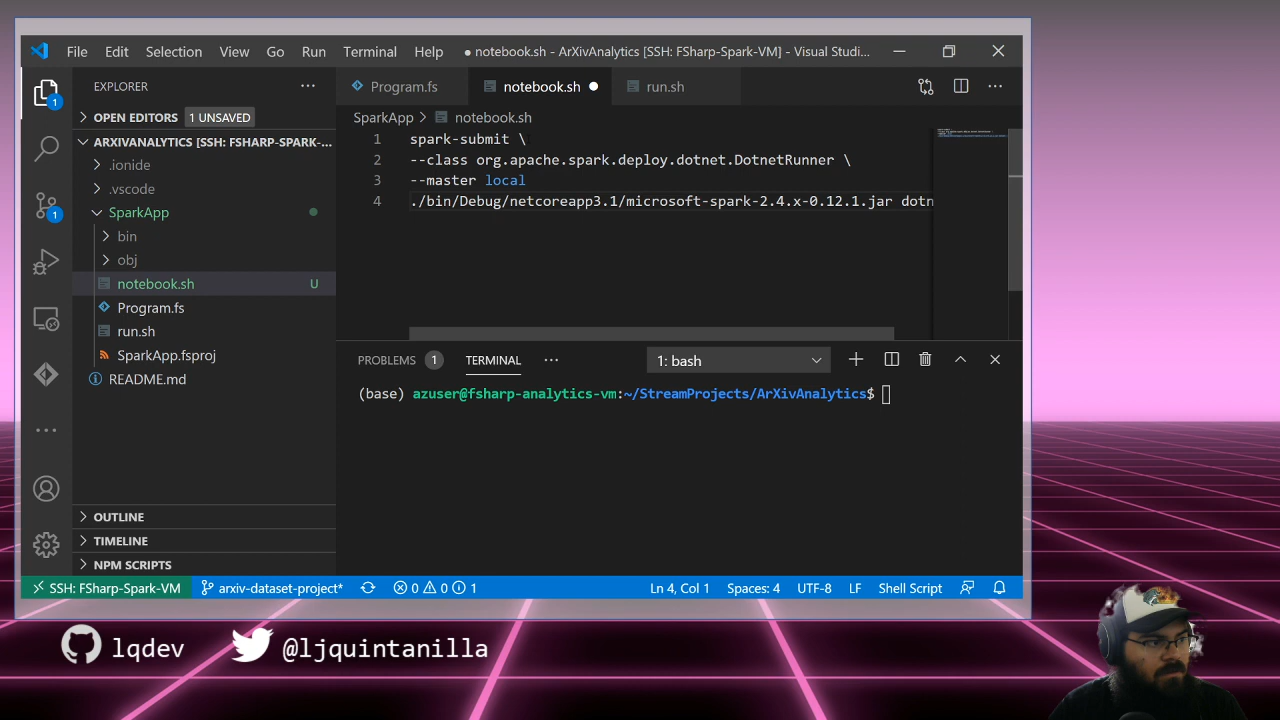 File Edit Selection View Go Run Terminal Help ● notebook.sh - ArXivAnalytics [SSH: FSharp-Spark-VM] - Visual Studi...
EXPLORER
Program.fs notebook.sh run.sh
OPEN EDITORS 1 UNSAVED
SparkApp > notebook.sh
ARXIVANALYTICS [SSH: FSHARP-SPARK-...
1 spark-submit \
.ionide
2 --class org.apache.spark.deploy.dotnet.DotnetRunner \
.vscode
3 --master local
SparkApp
4 ./bin/Debug/netcoreapp3.1/microsoft-spark-2.4.x-0.12.1.jar dotn
bin
obj
notebook.sh U
Program.fs
run.sh
SparkApp.fsproj
README.md
PROBLEMS 1 TERMINAL ... 1: bash
(base) azuser@fsharp-analytics-vm:~/StreamProjects/ArXivAnalytics$
1
1
OUTLINE
TIMELINE
NPM SCRIPTS
SSH: FSharp-Spark-VM arxiv-dataset-project* 0 0 1 Ln 4, Col 1 Spaces: 4 UTF-8 LF Shell Script
lqdev @ljquintanilla